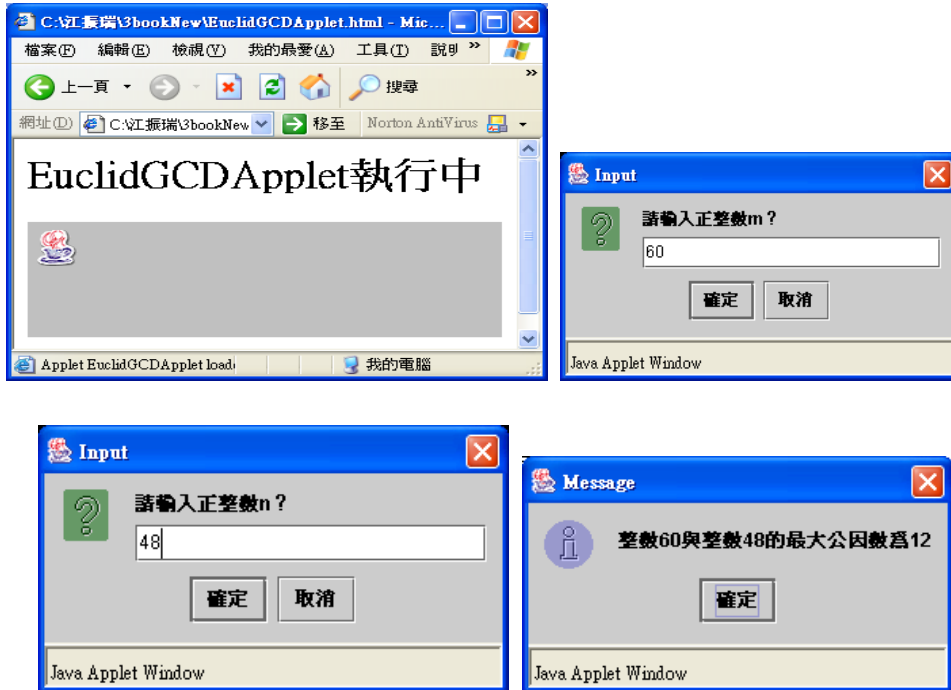 C:\江振瑞\3bookNew\EuclidGCDApplet.html - Mic...
檔案(F) 編輯(E) 檢視(V) 我的最愛(A) 工具(T) 說明 »
上一頁 搜尋 »
網址(D) C:\江振瑞\3bookNew 移至 Norton AntiVirus
EuclidGCDApplet執行中
Applet EuclidGCDApplet load 我的電腦
Input
請輸入正整數m?
60
確定 取消
Java Applet Window
Input
請輸入正整數n?
48
確定 取消
Java Applet Window
Message
整數60與整數48的最大公因數為12
確定
Java Applet Window